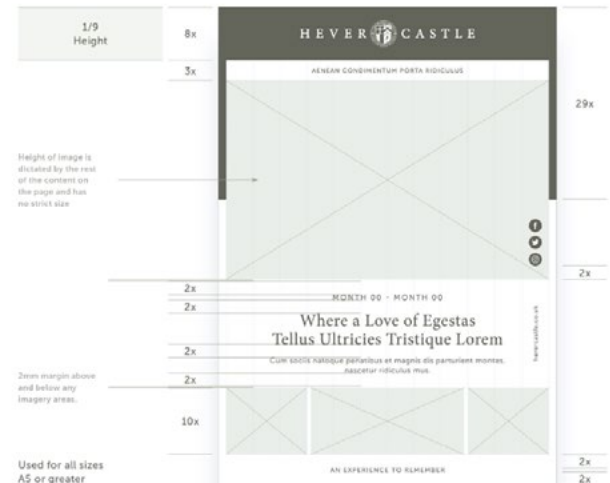 1/9
Height
8x
HEVER CASTLE
3x
AENEAN CONDIMENTUM PORTA RIDICULUS
29x
Height of image is
dictated by the rest
of the content on
the page and has
no strict size
2x
2x
MONTH 00 - MONTH 00
2x
Where a Love of Egestas
Tellus Ultricies Tristique Lorem
hevercastle.co.uk
2x
Cum sociis natoque penatibus et magnis dis parturient montes,
nascetur ridiculus mus.
2x
2mm margin above
and below any
imagery areas.
10x
Used for all sizes
A5 or greater
AN EXPERIENCE TO REMEMBER
2x
2x